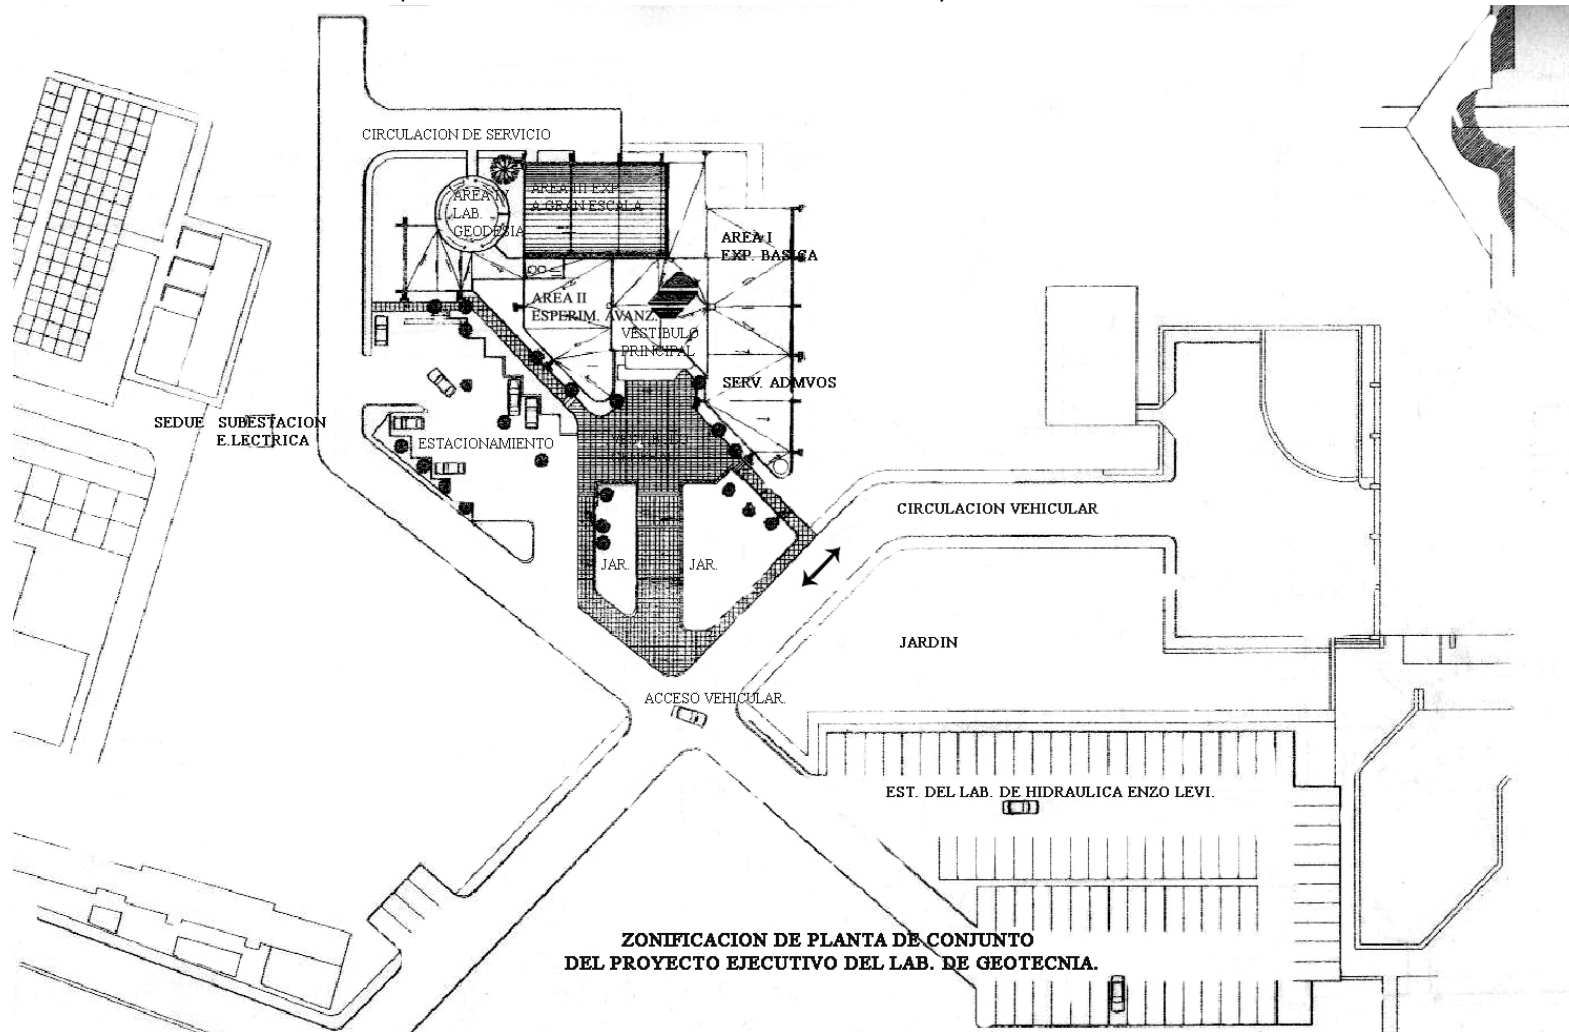 CIRCULACION DE SERVICIO
AREA IV
LAB.
GEODESIA
AREA III EXP.
A GRAN ESCALA
AREA I
EXP. BASICA
AREA II
ESPERIM. AVANZ.
VESTIBULO
PRINCIPAL
SERV. ADMVOS
SEDUE SUBESTACION
E.LECTRICA
ESTACIONAMIENTO
CIRCULACION VEHICULAR
JAR.
JAR.
JARDIN
ACCESO VEHICULAR.
EST. DEL LAB. DE HIDRAULICA ENZO LEVI.
ZONIFICACION DE PLANTA DE CONJUNTO
DEL PROYECTO EJECUTIVO DEL LAB. DE GEOTECNIA.